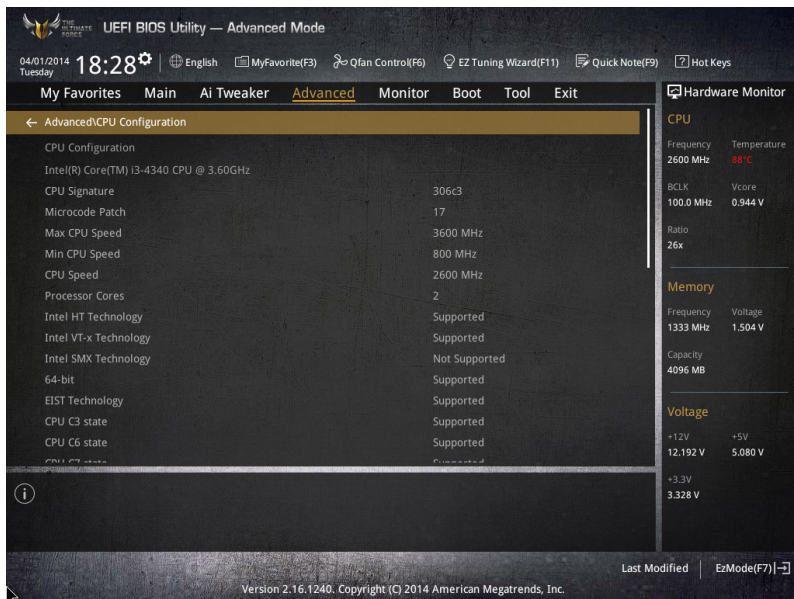 THE ULTIMATE FORCE
UEFI BIOS Utility — Advanced Mode
04/01/2014
Tuesday
18:28
English
MyFavorite(F3)
Qfan Control(F6)
EZ Tuning Wizard(F11)
Quick Note(F9)
? Hot Keys
My Favorites Main Ai Tweaker Advanced Monitor Boot Tool Exit
← Advanced\CPU Configuration
CPU Configuration
Intel(R) Core(TM) i3-4340 CPU @ 3.60GHz
CPU Signature 306c3
Microcode Patch 17
Max CPU Speed 3600 MHz
Min CPU Speed 800 MHz
CPU Speed 2600 MHz
Processor Cores 2
Intel HT Technology Supported
Intel VT-x Technology Supported
Intel SMX Technology Not Supported
64-bit Supported
EIST Technology Supported
CPU C3 state Supported
CPU C6 state Supported
CPU C7 state Supported
Hardware Monitor
CPU
Frequency Temperature
2600 MHz 88°C
BCLK Vcore
100.0 MHz 0.944 V
Ratio
26x
Memory
Frequency Voltage
1333 MHz 1.504 V
Capacity
4096 MB
Voltage
+12V +5V
12.192 V 5.080 V
+3.3V
3.328 V
i
Last Modified
EzMode(F7)
Version 2.16.1240. Copyright (C) 2014 American Megatrends, Inc.